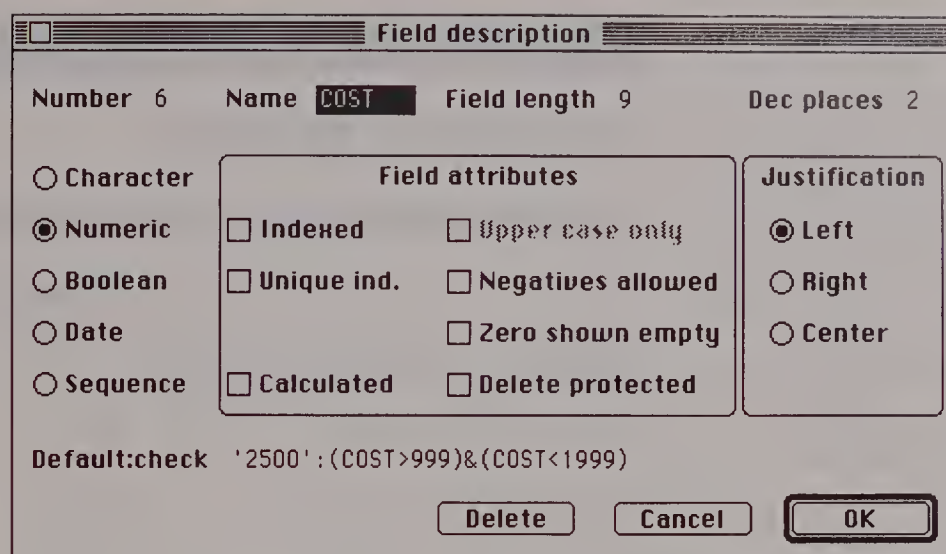 Field description
Number 6 Name COST Field length 9 Dec places 2
Character Field attributes Justification
Numeric Indexed Upper case only Left
Boolean Unique ind. Negatives allowed Right
Date Zero shown empty Center
Sequence Calculated Delete protected
Default:check '2500':(COST>999)&(COST<1999)
Delete Cancel OK